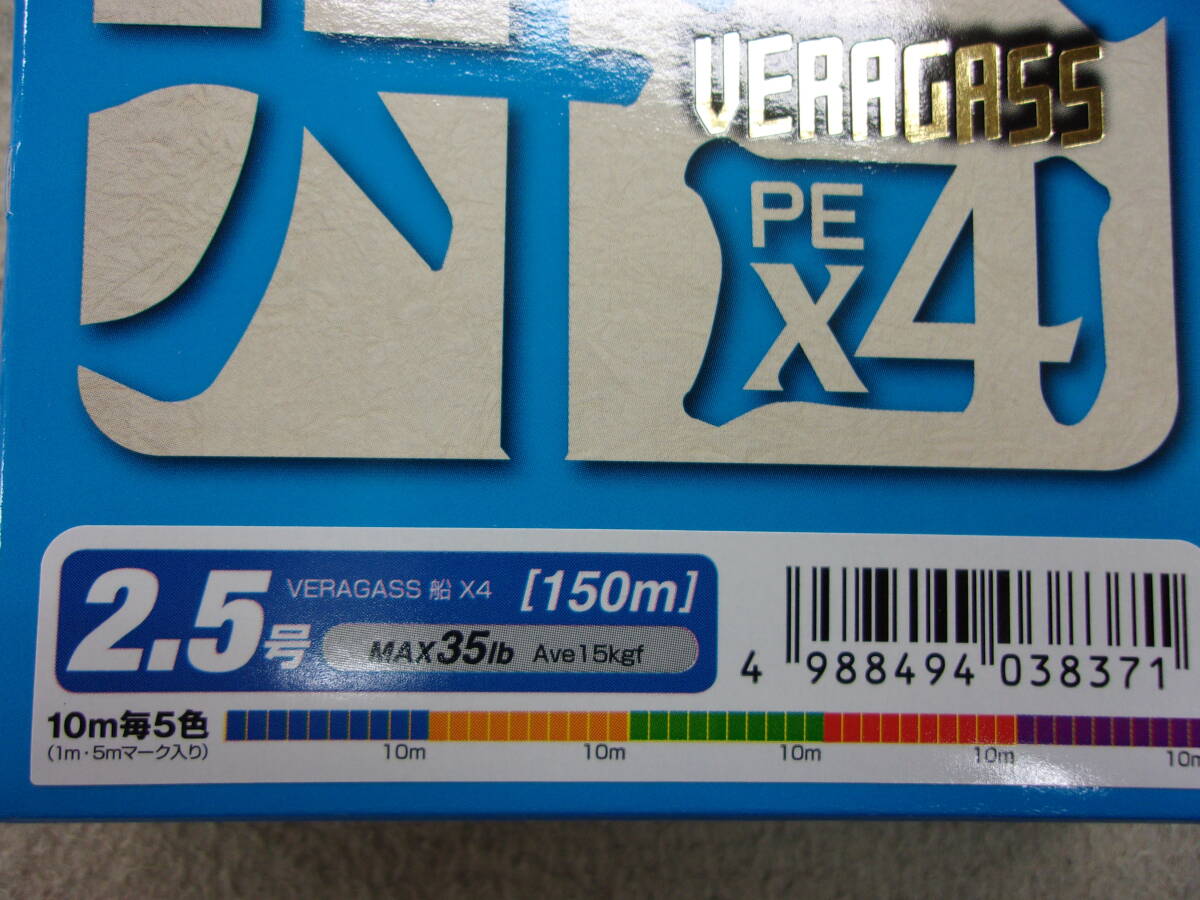 VERAGASS
PE
X4
2.5号
VERAGASS 船 X4 [150m]
MAX35lb Ave15kgf
4 988494 038371
10m毎5色
(1m・5mマーク入り)
10m 10m 10m 10m 10m